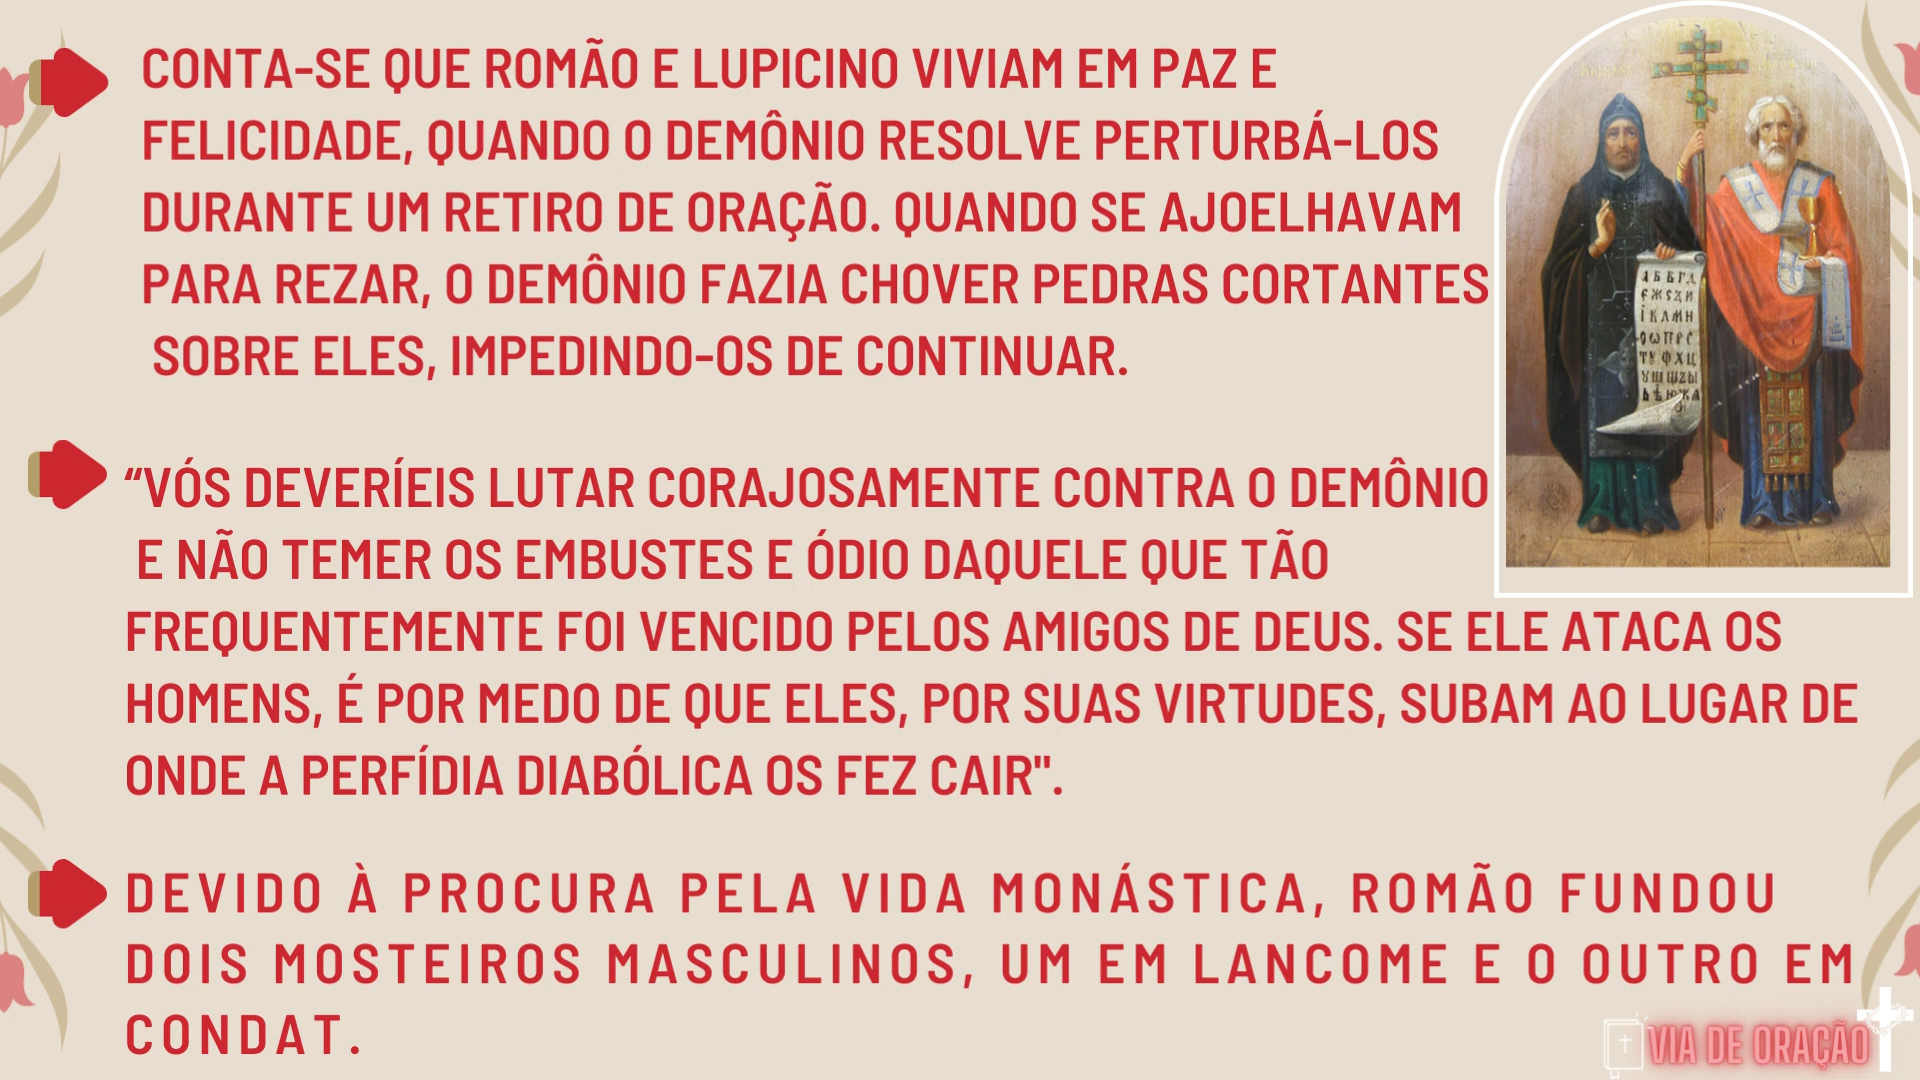 CONTA-SE QUE ROMÃO E LUPICINO VIVIAM EM PAZ E
FELICIDADE, QUANDO O DEMÔNIO RESOLVE PERTURBÁ-LOS
DURANTE UM RETIRO DE ORAÇÃO. QUANDO SE AJOELHAVAM
PARA REZAR, O DEMÔNIO FAZIA CHOVER PEDRAS CORTANTES
SOBRE ELES, IMPEDINDO-OS DE CONTINUAR.
“VÓS DEVERÍEIS LUTAR CORAJOSAMENTE CONTRA O DEMÔNIO
E NÃO TEMER OS EMBUSTES E ÓDIO DAQUELE QUE TÃO
FREQUENTEMENTE FOI VENCIDO PELOS AMIGOS DE DEUS. SE ELE ATACA OS
HOMENS, É POR MEDO DE QUE ELES, POR SUAS VIRTUDES, SUBAM AO LUGAR DE
ONDE A PERFÍDIA DIABÓLICA OS FEZ CAIR".
DEVIDO À PROCURA PELA VIDA MONÁSTICA, ROMÃO FUNDOU
DOIS MOSTEIROS MASCULINOS, UM EM LANCOME E O OUTRO EM
CONDAT.
VIA DE ORAÇÃO